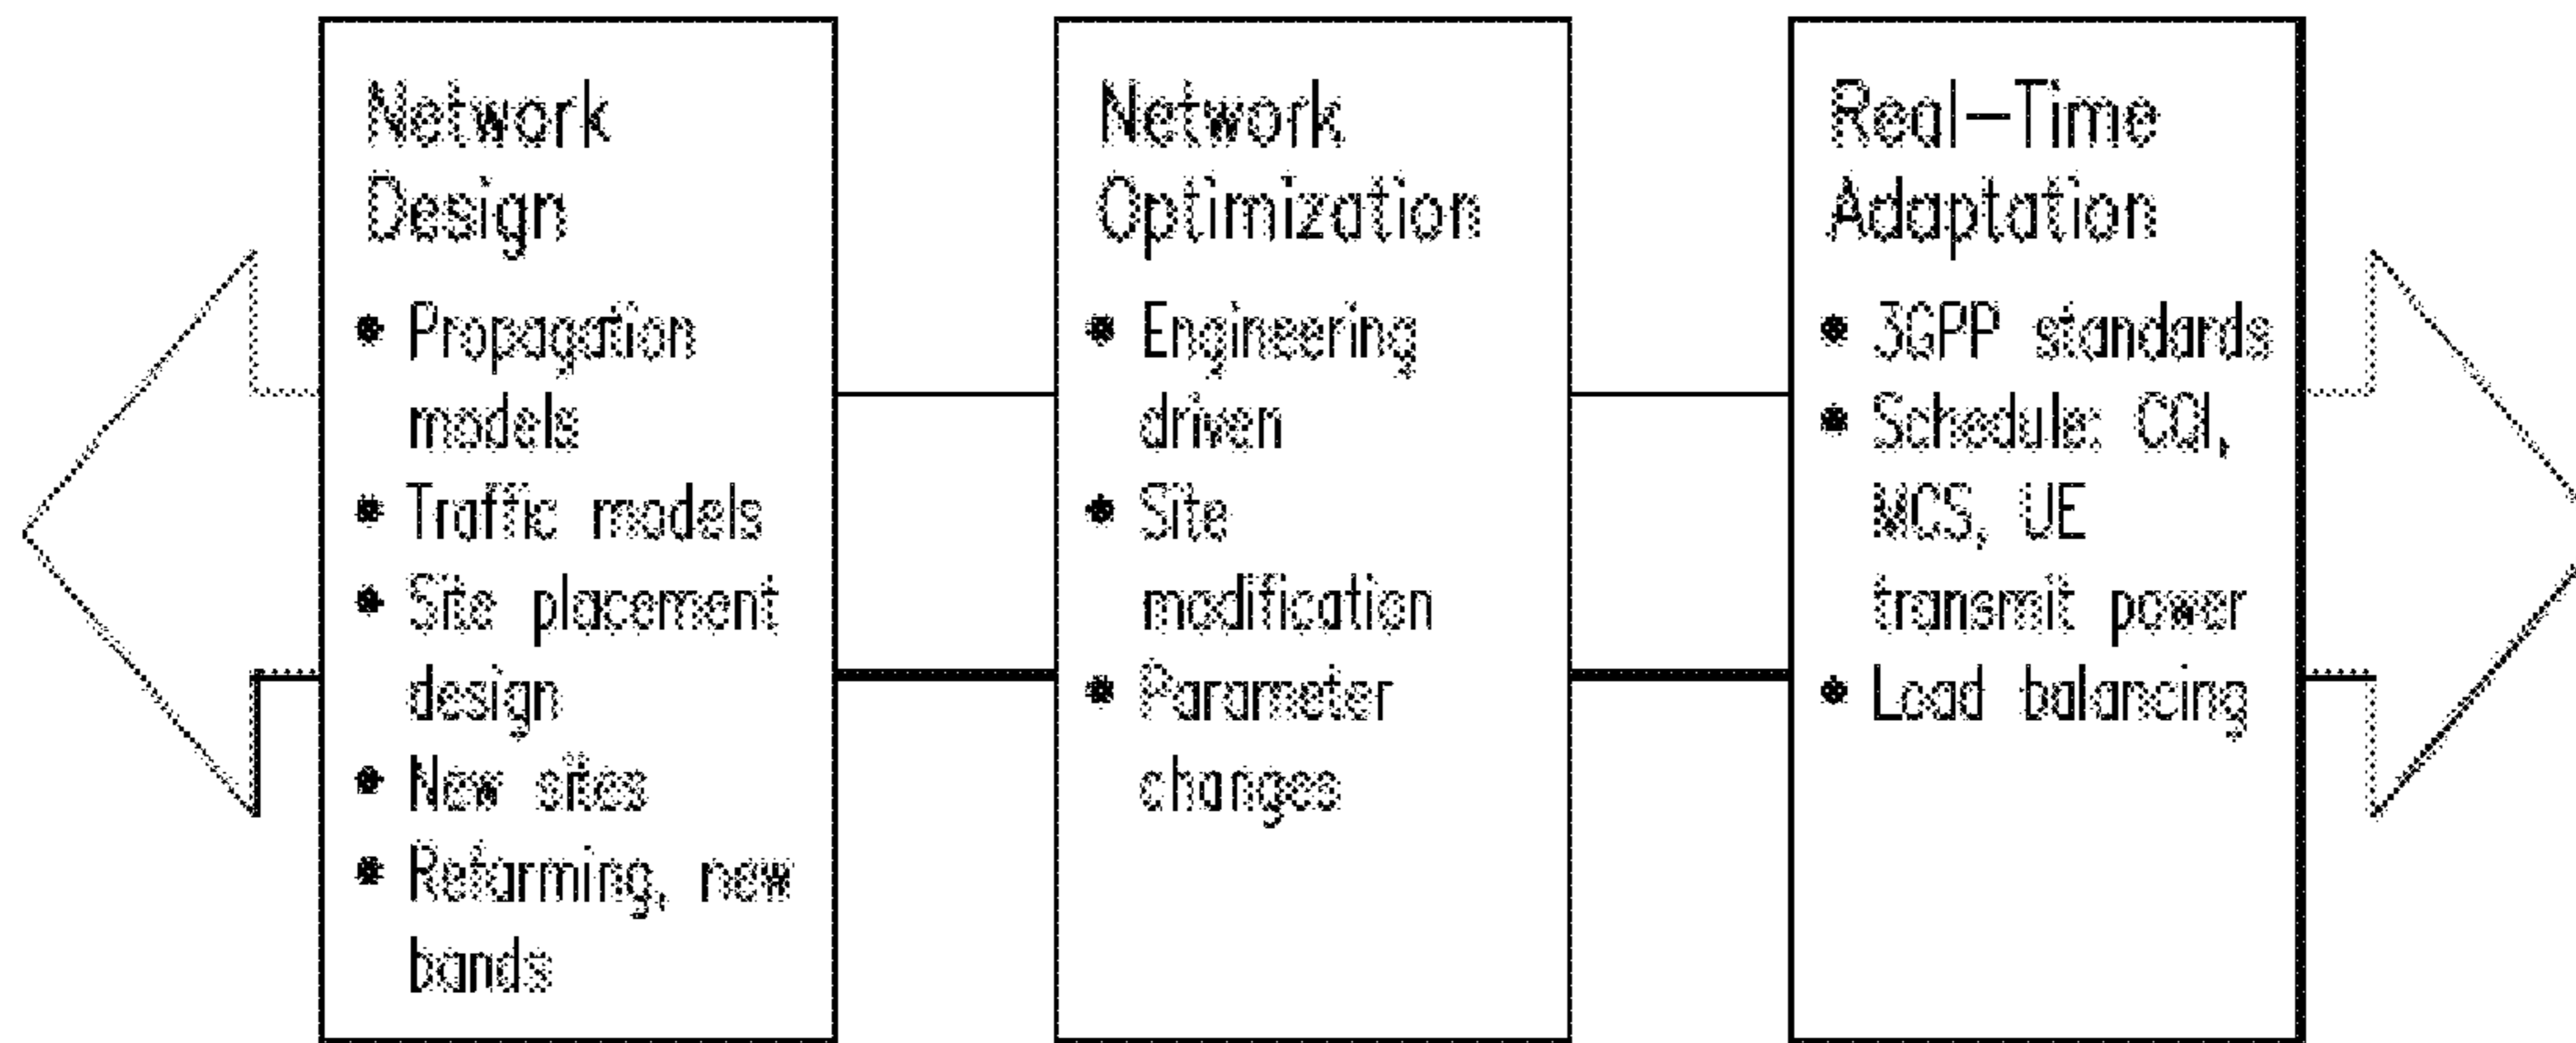 Network
Design
• Propagation
models
• Traffic models
• Site placement
design
• New sites
• Refarming, new
bands
Network
Optimization
• Engineering
driven
• Site
modification
• Parameter
changes
Real-Time
Adaptation
• 3GPP standards
• Schedule: CQI,
MCS, UE
transmit power
• Load balancing